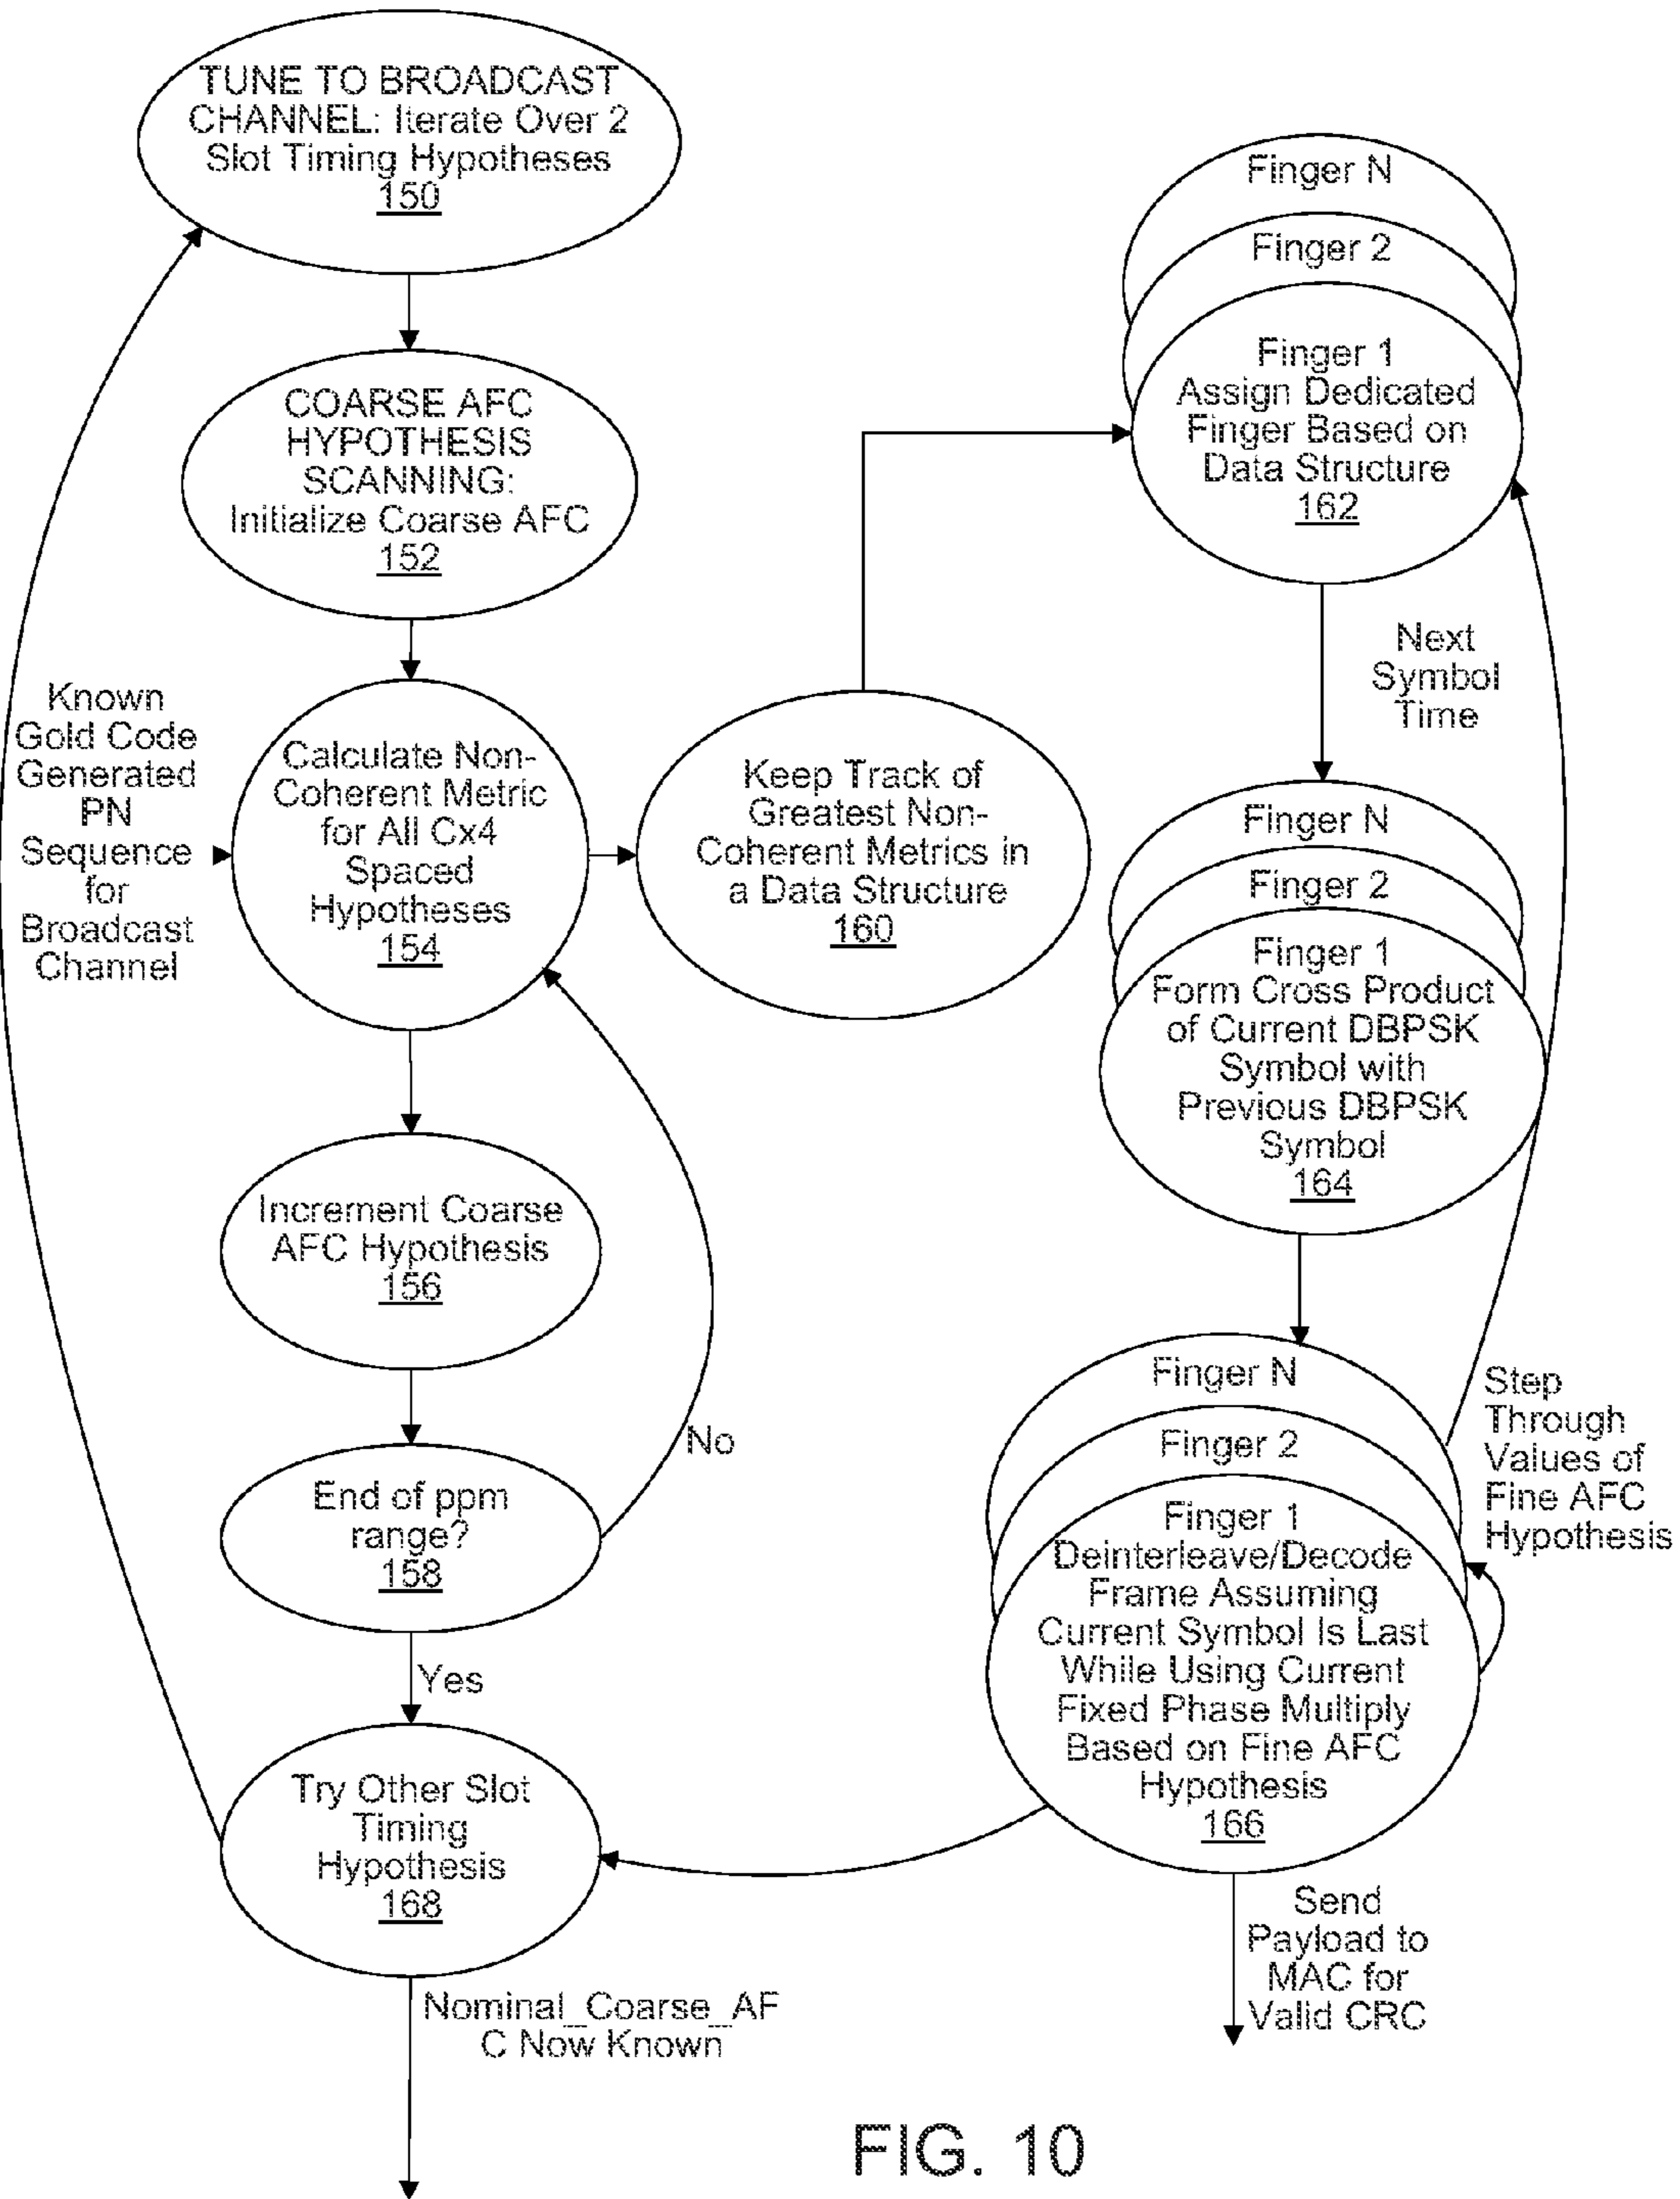 TUNE TO BROADCAST
CHANNEL: Iterate Over 2
Slot Timing Hypotheses
150
COARSE AFC
HYPOTHESIS
SCANNING:
Initialize Coarse AFC
152
Known
Gold Code
Generated
PN
Sequence
for
Broadcast
Channel
Calculate Non-
Coherent Metric
for All Cx4
Spaced
Hypotheses
154
Increment Coarse
AFC Hypothesis
156
End of ppm
range?
158
No
Yes
Try Other Slot
Timing
Hypothesis
168
Nominal_Coarse_AF
C Now Known
Keep Track of
Greatest Non-
Coherent Metrics in
a Data Structure
160
Finger N
Finger 2
Finger 1
Assign Dedicated
Finger Based on
Data Structure
162
Next
Symbol
Time
Finger N
Finger 2
Finger 1
Form Cross Product
of Current DBPSK
Symbol with
Previous DBPSK
Symbol
164
Finger N
Finger 2
Finger 1
Deinterleave/Decode
Frame Assuming
Current Symbol Is Last
While Using Current
Fixed Phase Multiply
Based on Fine AFC
Hypothesis
166
Step
Through
Values of
Fine AFC
Hypothesis
Send
Payload to
MAC for
Valid CRC
FIG. 10